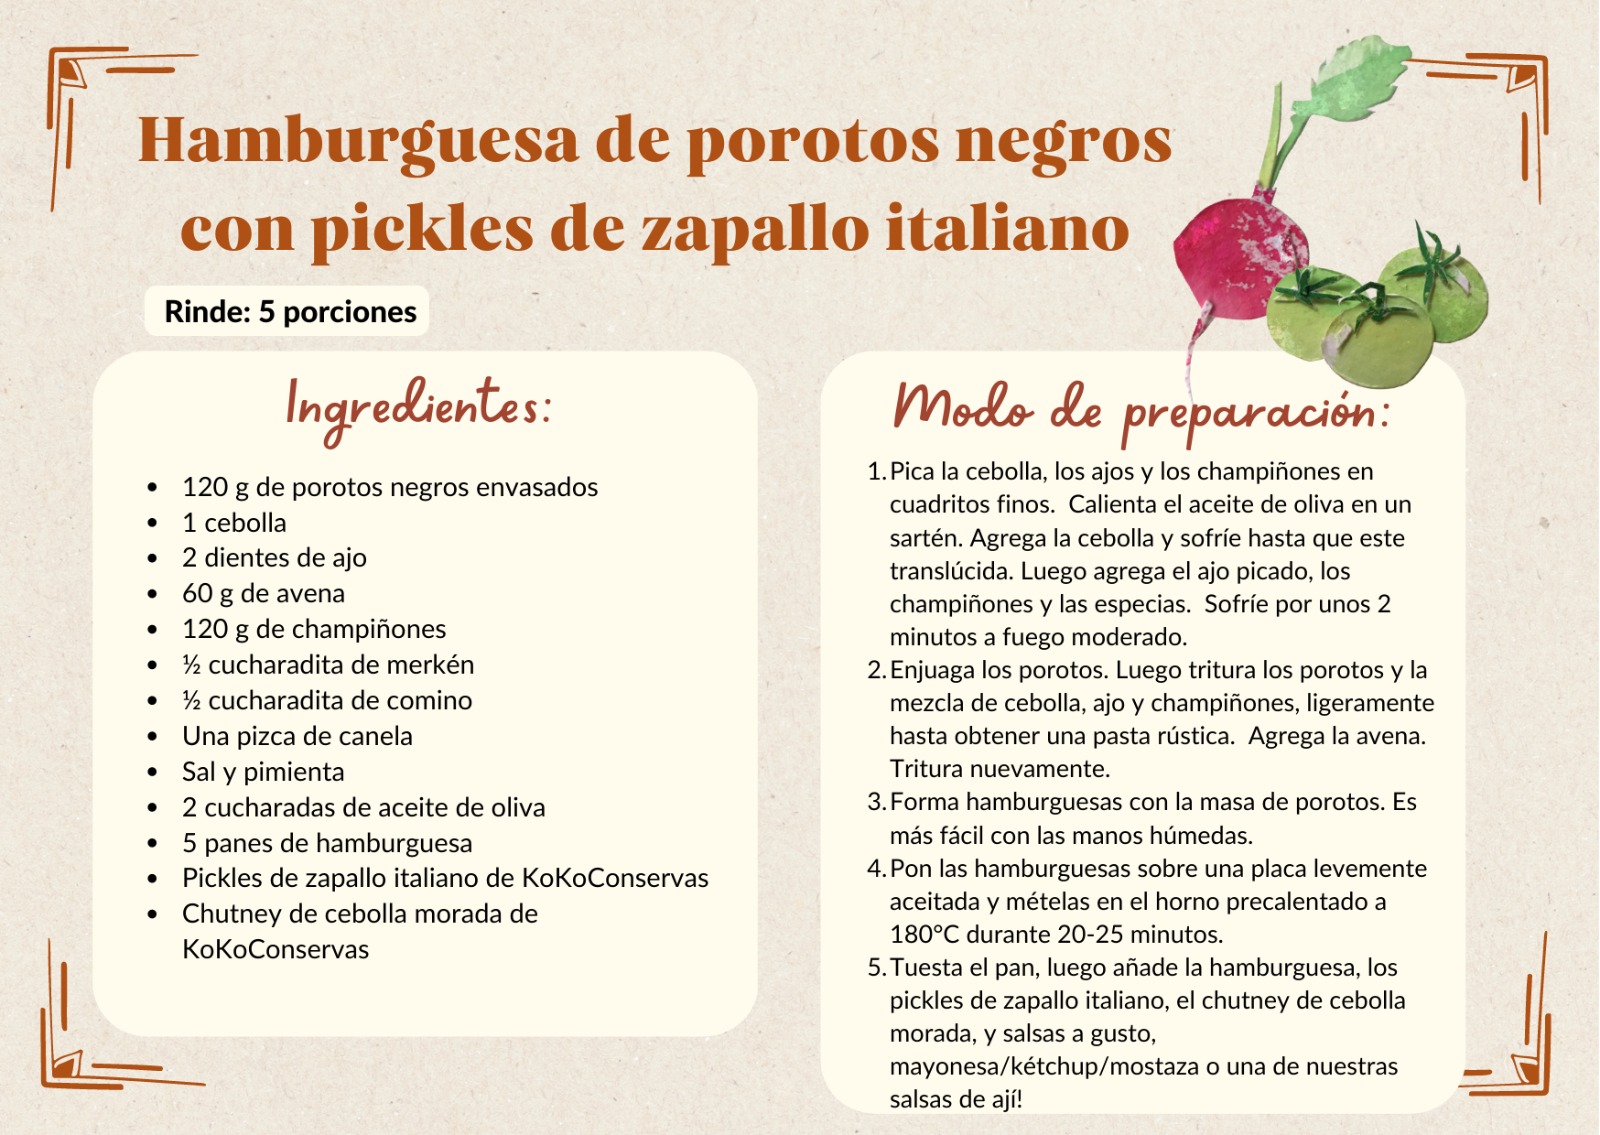 Hamburguesa de porotos negros
con pickles de zapallo italiano
Rinde: 5 porciones
Ingredientes:
• 120 g de porotos negros envasados
• 1 cebolla
• 2 dientes de ajo
• 60 g de avena
• 120 g de champiñones
• ½ cucharadita de merkén
• ½ cucharadita de comino
• Una pizca de canela
• Sal y pimienta
• 2 cucharadas de aceite de oliva
• 5 panes de hamburguesa
• Pickles de zapallo italiano de KoKoConservas
• Chutney de cebolla morada de
KoKoConservas
Modo de preparación:
1. Pica la cebolla, los ajos y los champiñones en
cuadritos finos.  Calienta el aceite de oliva en un
sartén. Agrega la cebolla y sofríe hasta que este
translúcida. Luego agrega el ajo picado, los
champiñones y las especias.  Sofríe por unos 2
minutos a fuego moderado.
2. Enjuaga los porotos. Luego tritura los porotos y la
mezcla de cebolla, ajo y champiñones, ligeramente
hasta obtener una pasta rústica.  Agrega la avena.
Tritura nuevamente.
3. Forma hamburguesas con la masa de porotos. Es
más fácil con las manos húmedas.
4. Pon las hamburguesas sobre una placa levemente
aceitada y mételas en el horno precalentado a
180°C durante 20-25 minutos.
5. Tuesta el pan, luego añade la hamburguesa, los
pickles de zapallo italiano, el chutney de cebolla
morada, y salsas a gusto,
mayonesa/kétchup/mostaza o una de nuestras
salsas de ají!